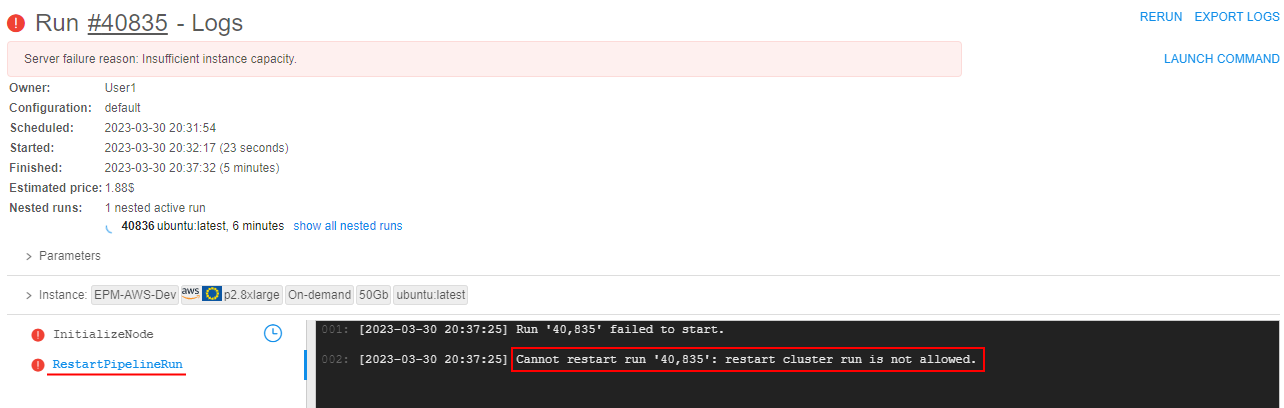 Run #40835 - Logs
RERUN EXPORT LOGS
Server failure reason: Insufficient instance capacity.
LAUNCH COMMAND
Owner: User1
Configuration: default
Scheduled: 2023-03-30 20:31:54
Started: 2023-03-30 20:32:17 (23 seconds)
Finished: 2023-03-30 20:37:32 (5 minutes)
Estimated price: 1.88$
Nested runs: 1 nested active run
40836 ubuntu:latest, 6 minutes show all nested runs
Parameters
Instance: EPM-AWS-Dev aws p2.8xlarge On-demand 50Gb ubuntu:latest
InitializeNode
RestartPipelineRun
001: [2023-03-30 20:37:25] Run '40,835' failed to start.
002: [2023-03-30 20:37:25] Cannot restart run '40,835': restart cluster run is not allowed.